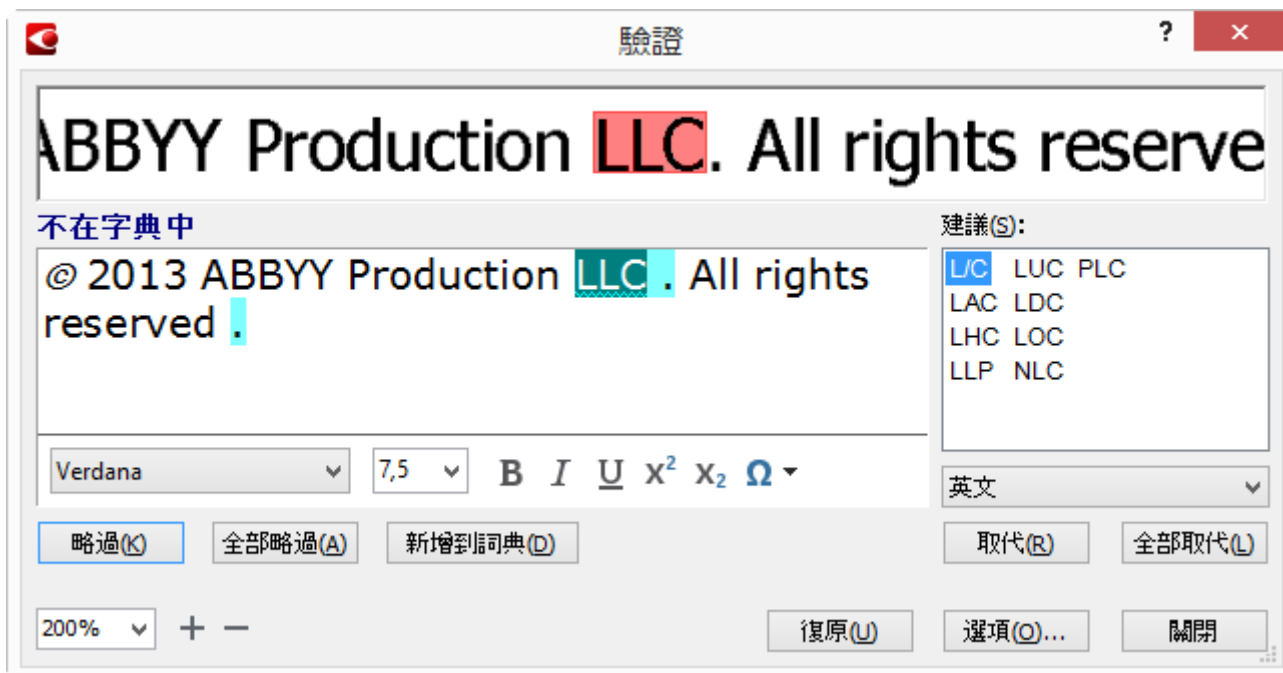 驗證
?
×
ABBYY Production LLC. All rights reserve
不在字典中
© 2013 ABBYY Production LLC . All rights
reserved .
建議(S):
L/C LUC PLC
LAC LDC
LHC LOC
LLP NLC
Verdana
7,5
B I U X² X₂ Ω
英文
略過(K)
全部略過(A)
新增到詞典(D)
取代(R)
全部取代(L)
200%
+ −
復原(U)
選項(O)...
關閉